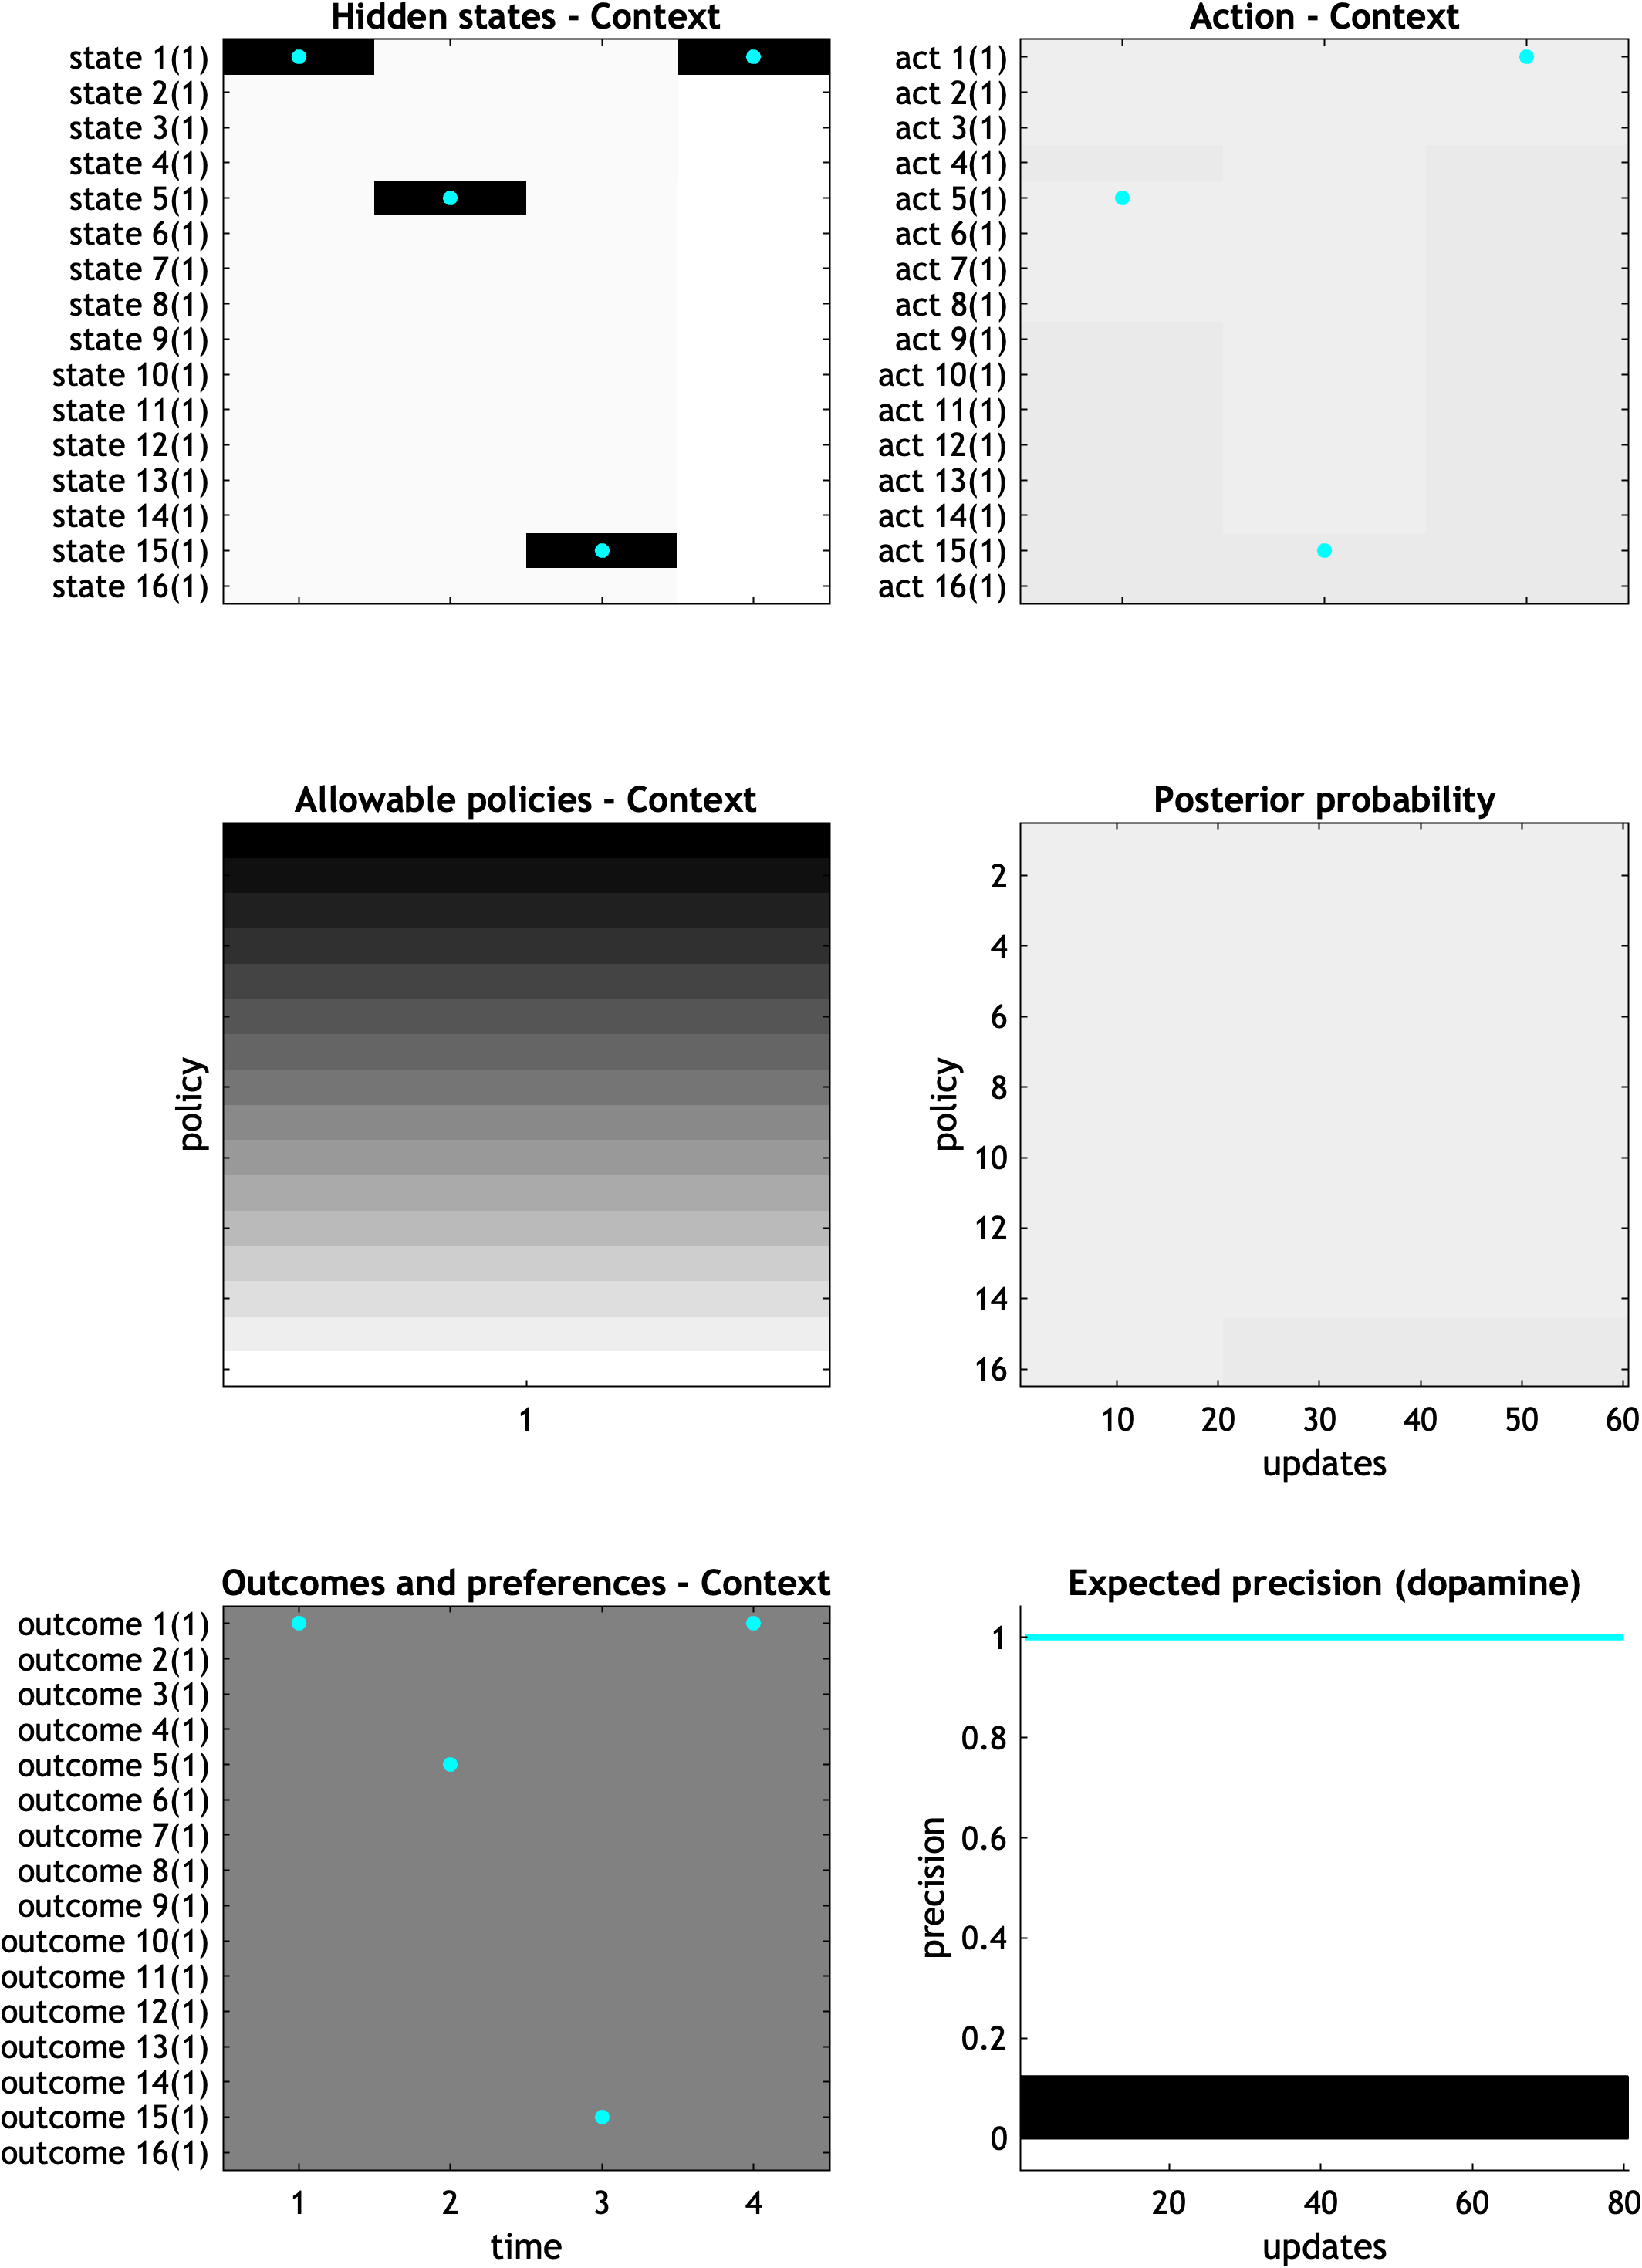 Hidden states - Context
state 1(1)
state 2(1)
state 3(1)
state 4(1)
state 5(1)
state 6(1)
state 7(1)
state 8(1)
state 9(1)
state 10(1)
state 11(1)
state 12(1)
state 13(1)
state 14(1)
state 15(1)
state 16(1)
Action - Context
act 1(1)
act 2(1)
act 3(1)
act 4(1)
act 5(1)
act 6(1)
act 7(1)
act 8(1)
act 9(1)
act 10(1)
act 11(1)
act 12(1)
act 13(1)
act 14(1)
act 15(1)
act 16(1)
Allowable policies - Context
policy
1
Posterior probability
policy
2
4
6
8
10
12
14
16
10 20 30 40 50 60
updates
Outcomes and preferences - Context
outcome 1(1)
outcome 2(1)
outcome 3(1)
outcome 4(1)
outcome 5(1)
outcome 6(1)
outcome 7(1)
outcome 8(1)
outcome 9(1)
outcome 10(1)
outcome 11(1)
outcome 12(1)
outcome 13(1)
outcome 14(1)
outcome 15(1)
outcome 16(1)
1 2 3 4
time
Expected precision (dopamine)
precision
1
0.8
0.6
0.4
0.2
0
20 40 60 80
updates